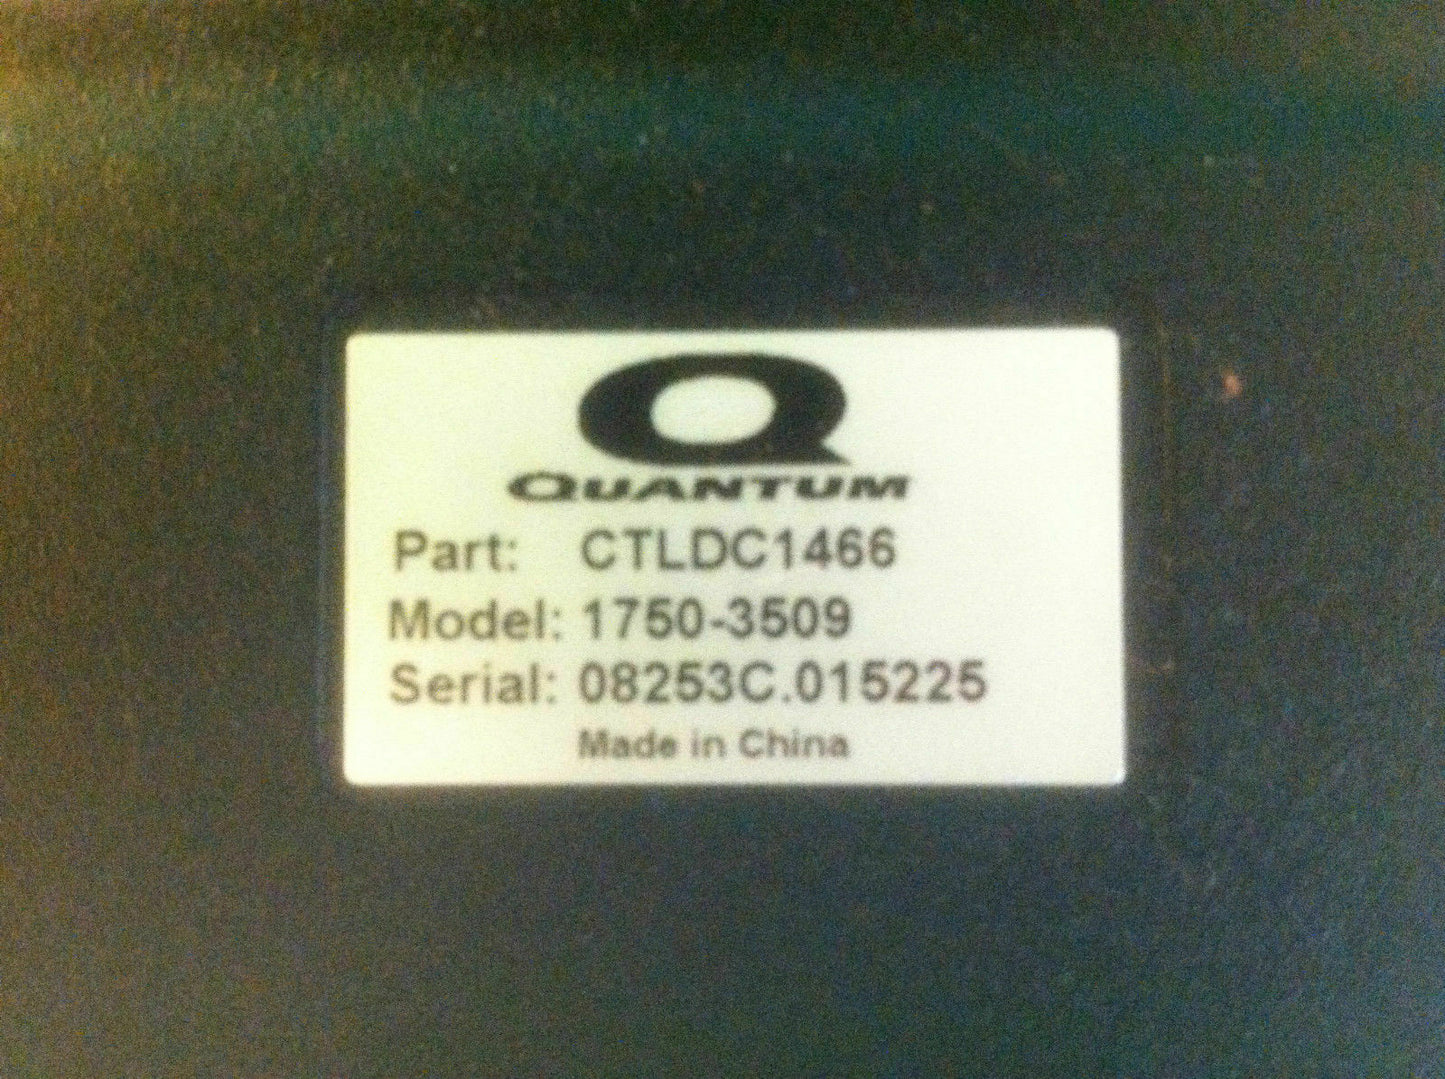 Q
QUANTUM
Part: CTLDC1466
Model: 1750-3509
Serial: 08253C.015225
Made in China